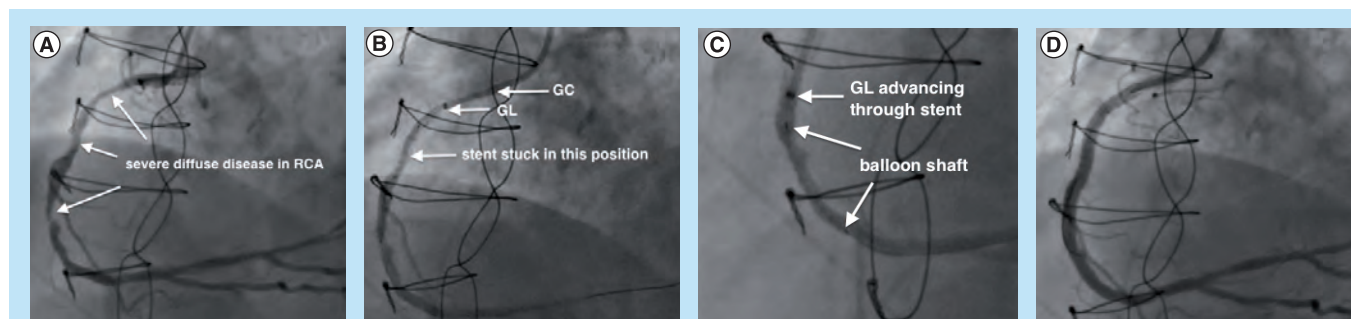 A
severe diffuse disease in RCA
B
GC
GL
stent stuck in this position
C
GL advancing
through stent
balloon shaft
D